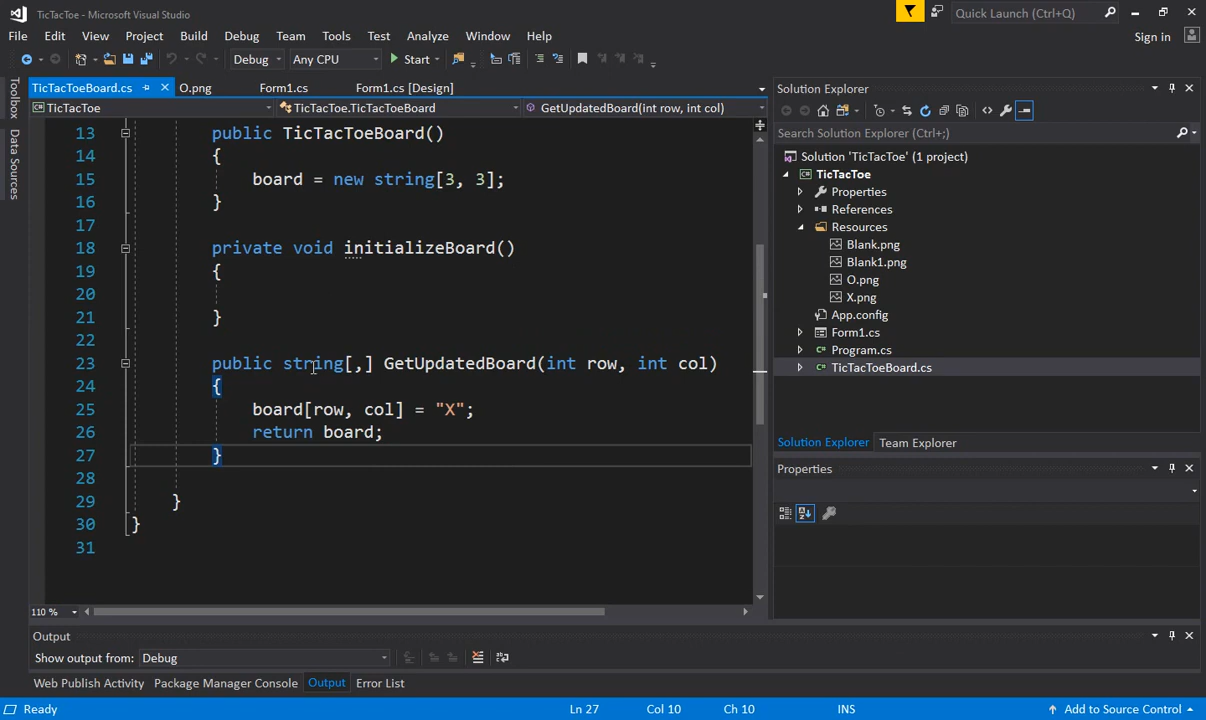 TicTacToe - Microsoft Visual Studio
Quick Launch (Ctrl+;)
File Edit View Project Build Debug Team Tools Test Analyze Window Help
Sign in
Debug Any CPU Start
TicTacToeBoard.cs O.png Form1.cs Form1.cs [Design]
TicTacToe TicTacToe.TicTacToeBoard GetUpdatedBoard(int row, int col)
Toolbox
Data Sources
13 public TicTacToeBoard()
14 {
15 board = new string[3, 3];
16 }
17
18 private void initializeBoard()
19 {
20
21 }
22
23 public string[,] GetUpdatedBoard(int row, int col)
24 {
25 board[row, col] = "X";
26 return board;
27 }
28
29 }
30 }
31
110 %
Solution Explorer
Search Solution Explorer (Ctrl+;)
Solution 'TicTacToe' (1 project)
TicTacToe
Properties
References
Resources
Blank.png
Blank1.png
O.png
X.png
App.config
Form1.cs
Program.cs
TicTacToeBoard.cs
Solution Explorer Team Explorer
Properties
Output
Show output from: Debug
Web Publish Activity Package Manager Console Output Error List
Ready Ln 27 Col 10 Ch 10 INS Add to Source Control